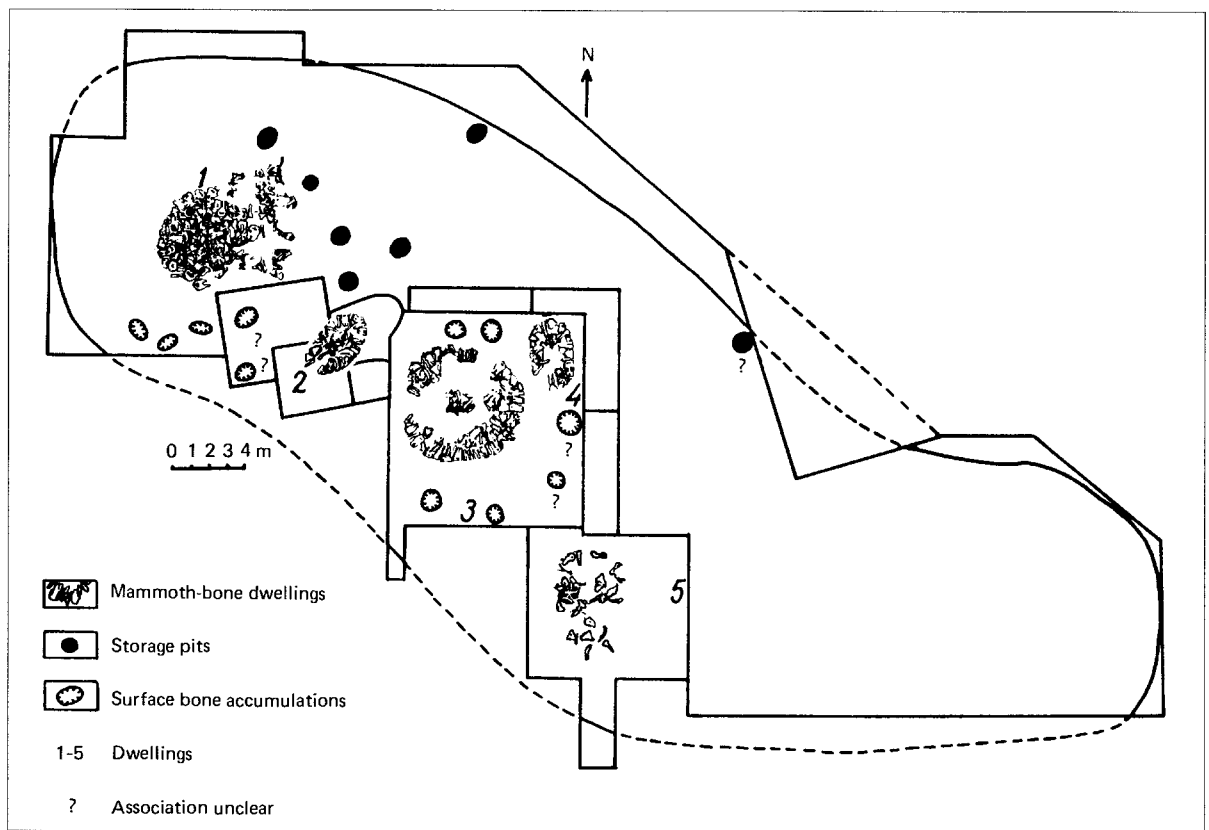 N
1
?
?
2
4
?
?
?
0 1 2 3 4 m
3
5
Mammoth-bone dwellings
Storage pits
Surface bone accumulations
1-5 Dwellings
? Association unclear